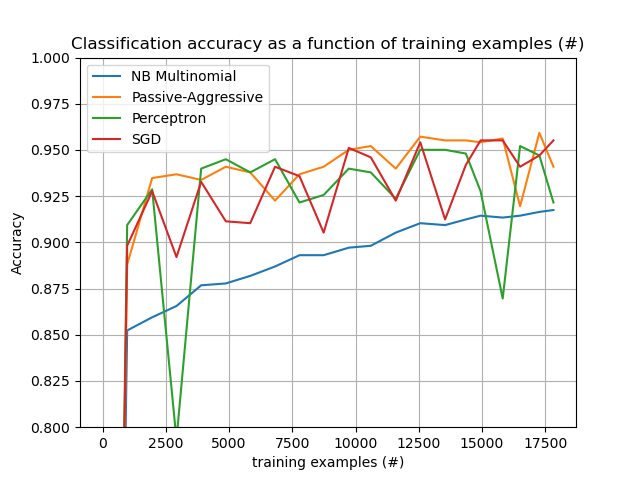 Classification accuracy as a function of training examples (#)
NB Multinomial
Passive-Aggressive
Perceptron
SGD
Accuracy
1.000
0.975
0.950
0.925
0.900
0.875
0.850
0.825
0.800
0 2500 5000 7500 10000 12500 15000 17500
training examples (#)